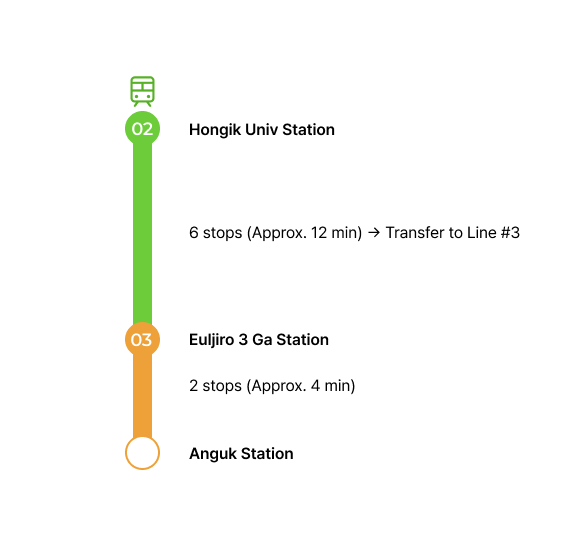 02
Hongik Univ Station
6 stops (Approx. 12 min) → Transfer to Line #3
03
Euljiro 3 Ga Station
2 stops (Approx. 4 min)
Anguk Station